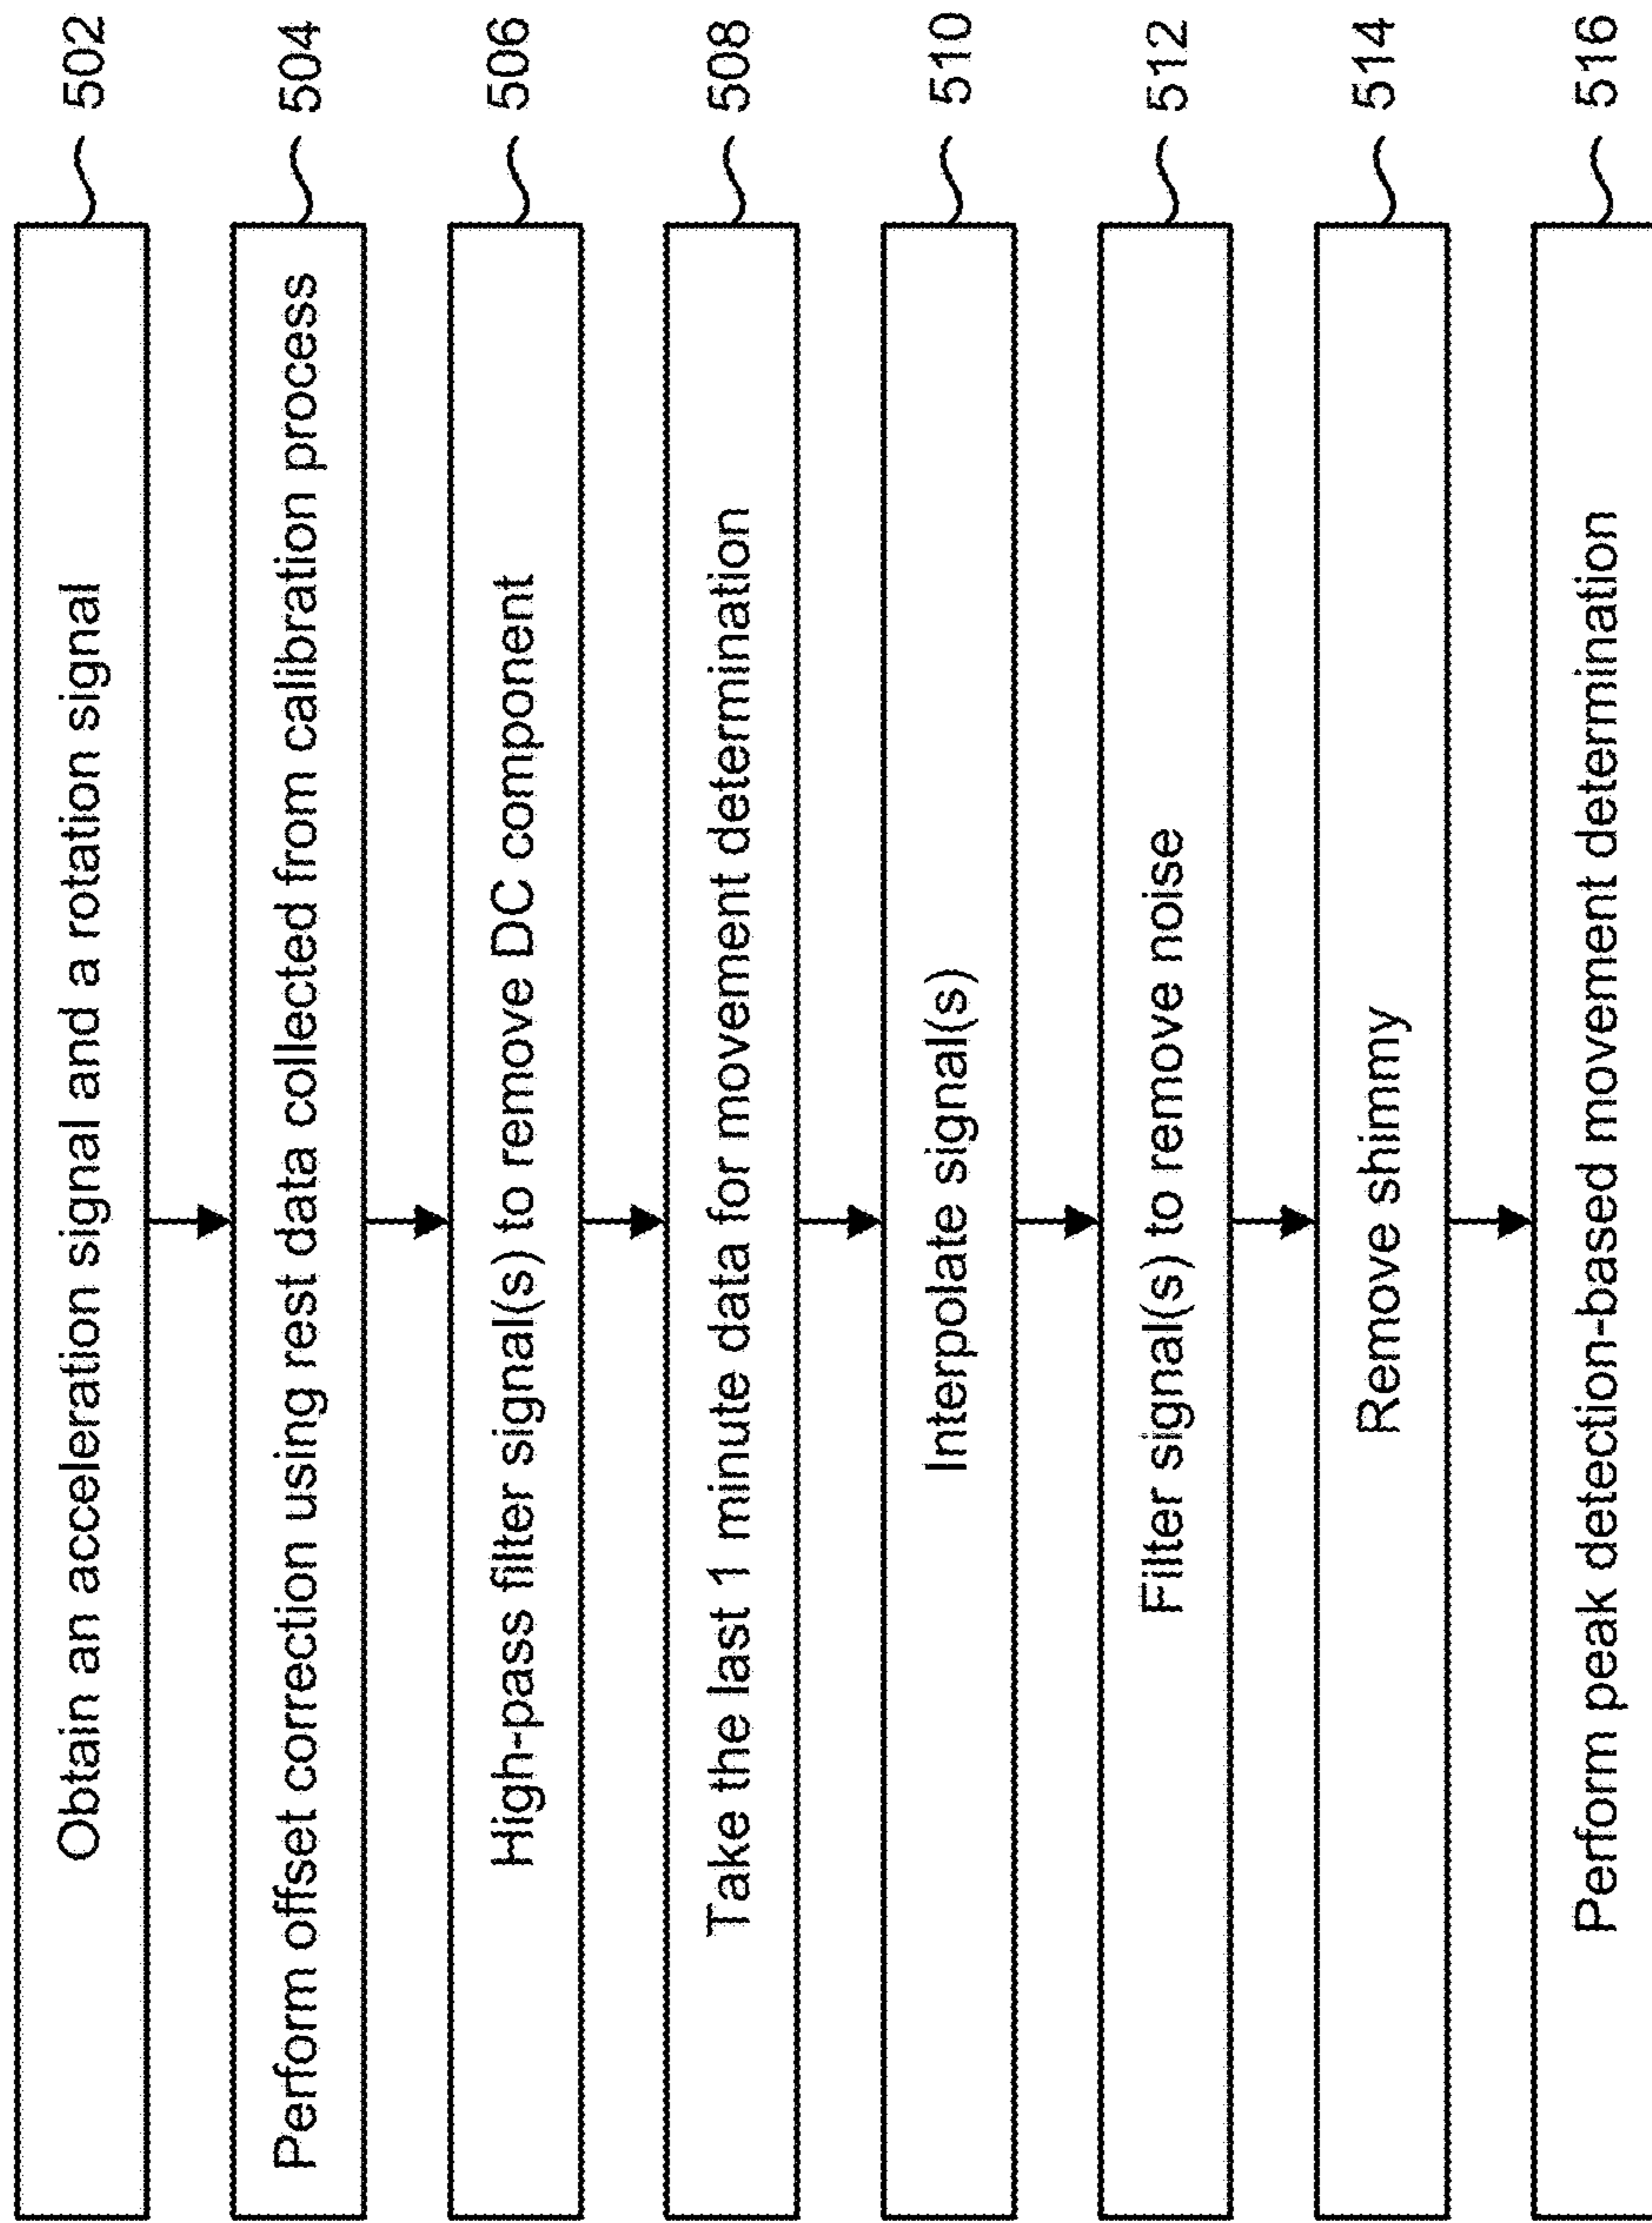 Obtain an acceleration signal and a rotation signal 502
Perform offset correction using rest data collected from calibration process 504
High-pass filter signal(s) to remove DC component 506
Take the last 1 minute data for movement determination 508
Interpolate signal(s) 510
Filter signal(s) to remove noise 512
Remove shimmy 514
Perform peak detection-based movement determination 516